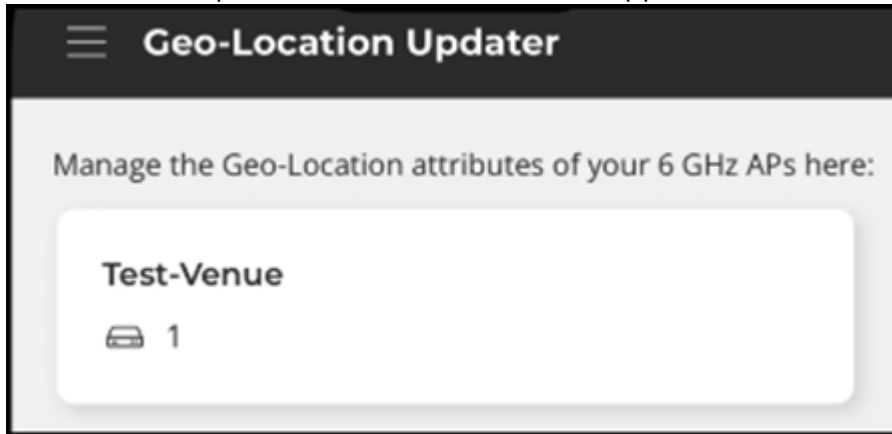 Geo-Location Updater
Manage the Geo-Location attributes of your 6 GHz APs here:
Test-Venue
1